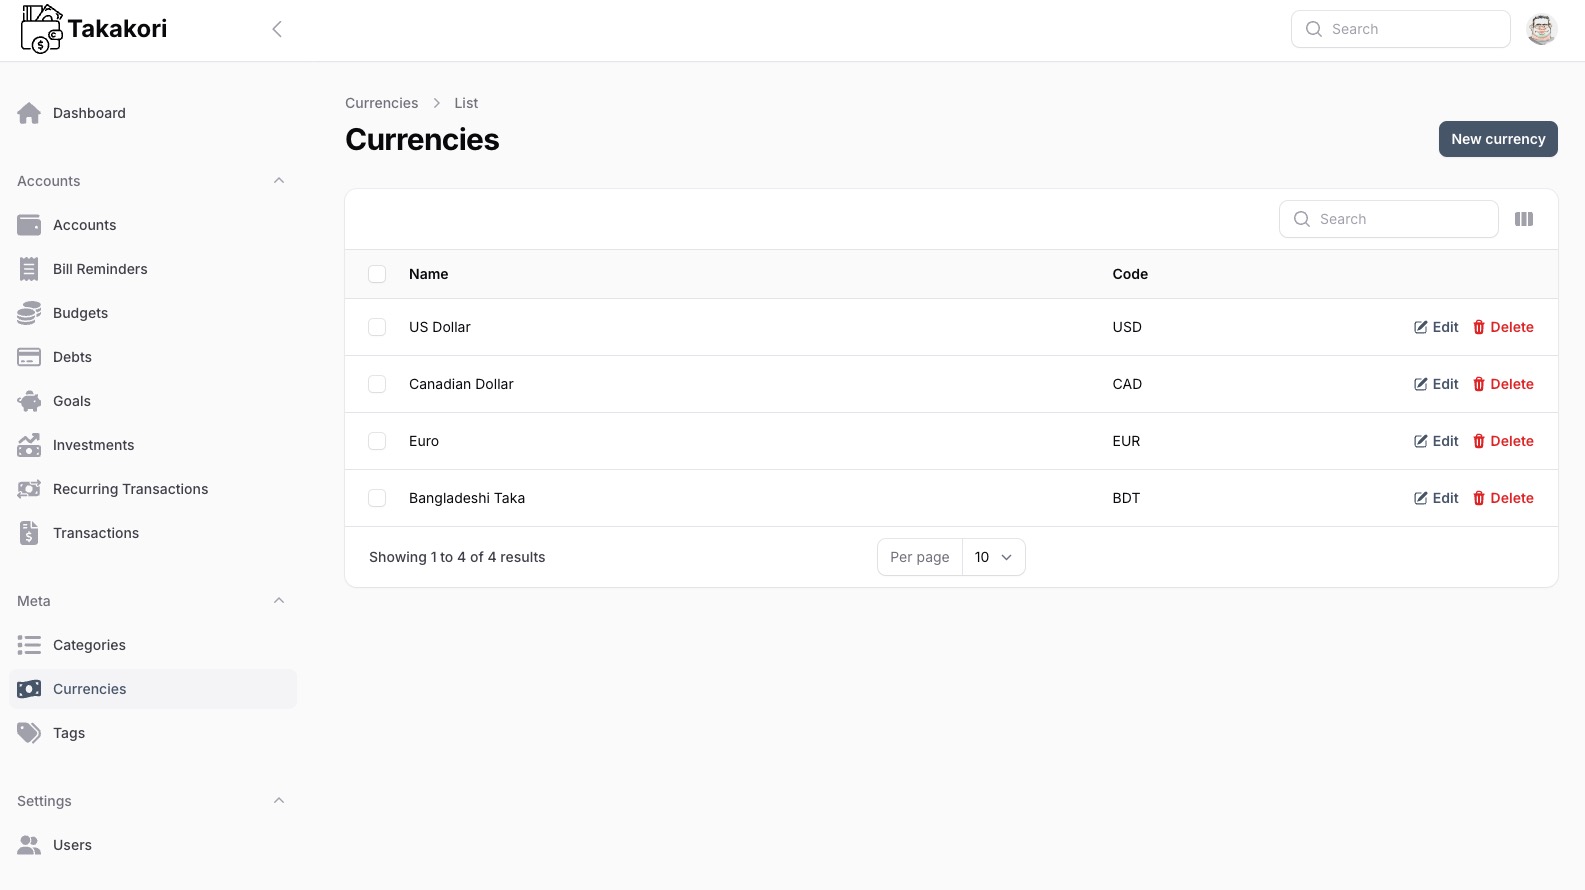 Takakori
Search
Dashboard
Accounts
Accounts
Bill Reminders
Budgets
Debts
Goals
Investments
Recurring Transactions
Transactions
Meta
Categories
Currencies
Tags
Settings
Users
Currencies > List
Currencies
New currency
Search
Name Code
US Dollar USD Edit Delete
Canadian Dollar CAD Edit Delete
Euro EUR Edit Delete
Bangladeshi Taka BDT Edit Delete
Showing 1 to 4 of 4 results Per page 10